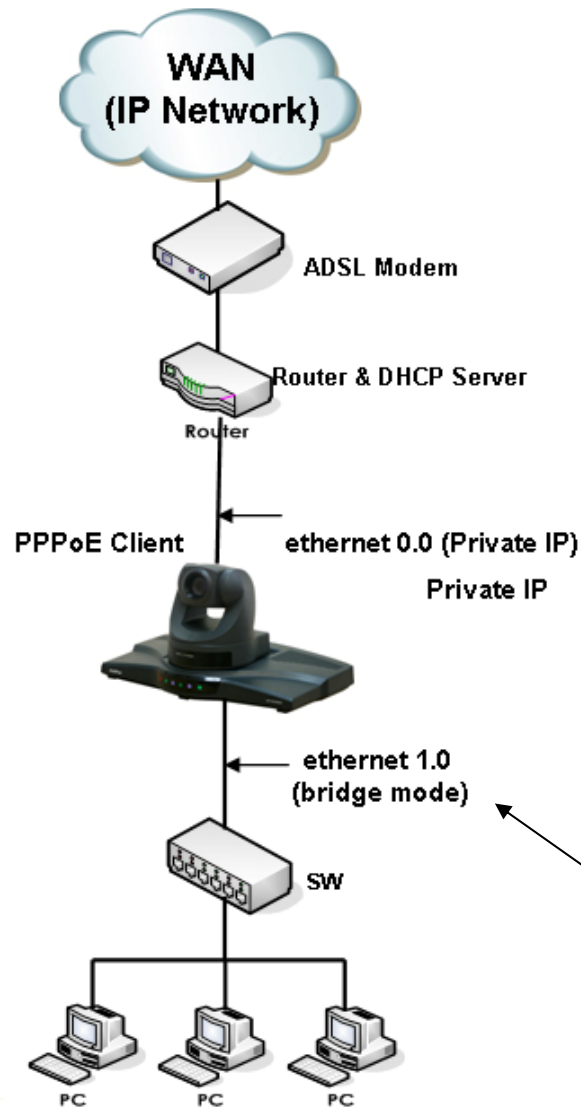 WAN
(IP Network)
ADSL Modem
Router & DHCP Server
Router
PPPoE Client
ethernet 0.0 (Private IP)
Private IP
ethernet 1.0
(bridge mode)
SW
PC
PC
PC